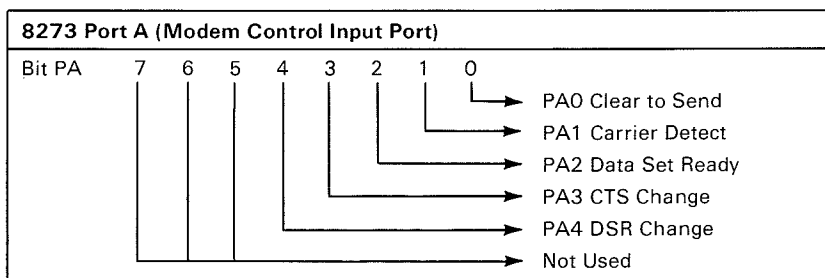 8273 Port A (Modem Control Input Port)
Bit PA 7 6 5 4 3 2 1 0
PA0 Clear to Send
PA1 Carrier Detect
PA2 Data Set Ready
PA3 CTS Change
PA4 DSR Change
Not Used